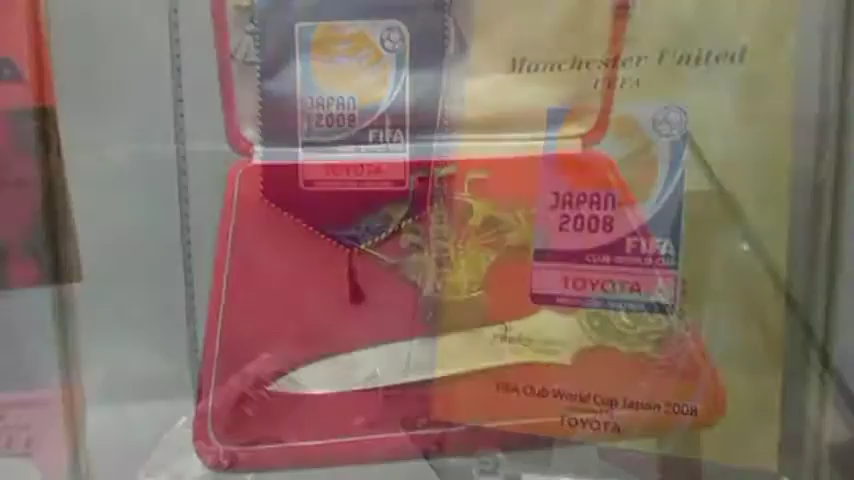 JAPAN
2008
FIFA
TOYOTA
Manchester United
JAPAN
2008
FIFA
CLUB WORLD CUP
TOYOTA
FIFA Club World Cup Japan 2008
TOYOTA